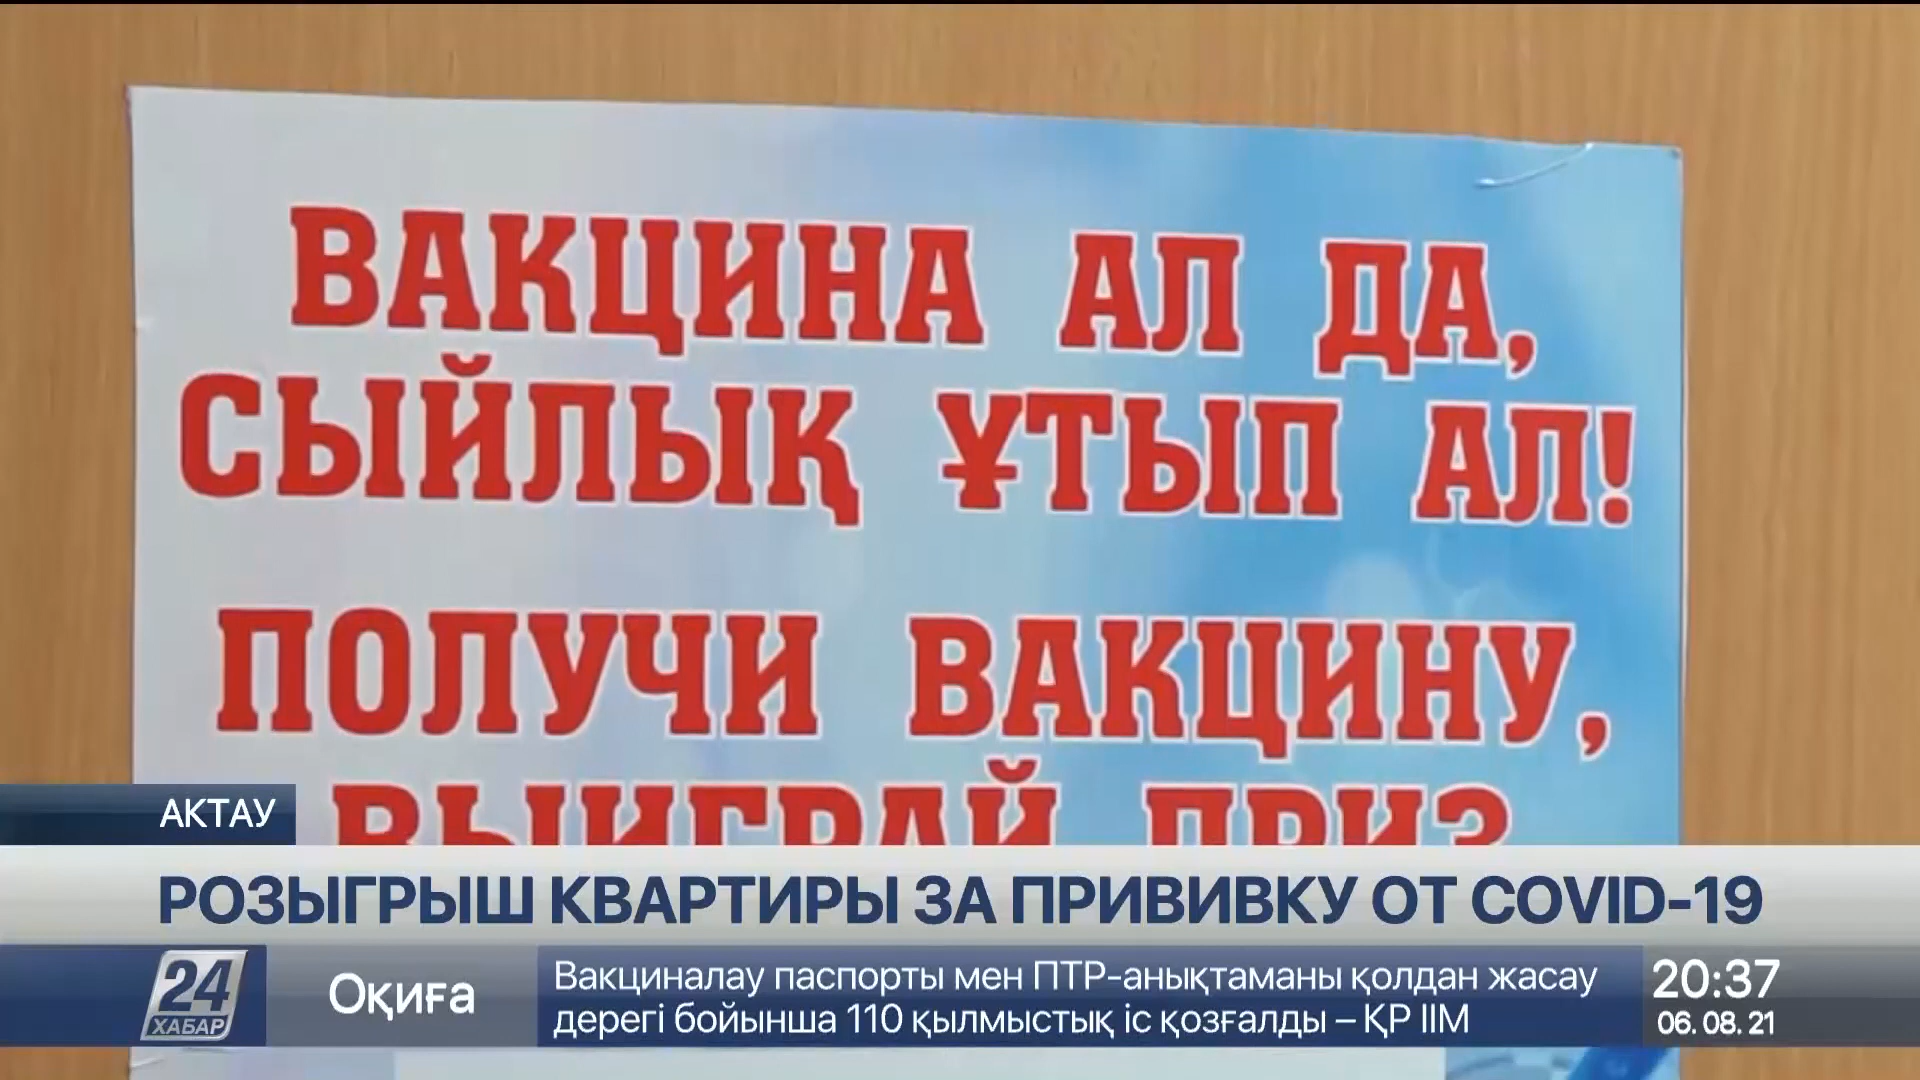 ВАКЦИНА АЛ ДА,
СЫЙЛЫҚ ҰТЫП АЛ!
ПОЛУЧИ ВАКЦИНУ,
ВЫИГРАЙ ПРИЗ
АКТАУ
РОЗЫГРЫШ КВАРТИРЫ ЗА ПРИВИВКУ ОТ COVID-19
24
ХАБАР
Оқиға
Вакциналау паспорты мен ПТР-анықтаманы қолдан жасау
дерегі бойынша 110 қылмыстық іс қозғалды – ҚР ІІМ
20:37
06. 08. 21